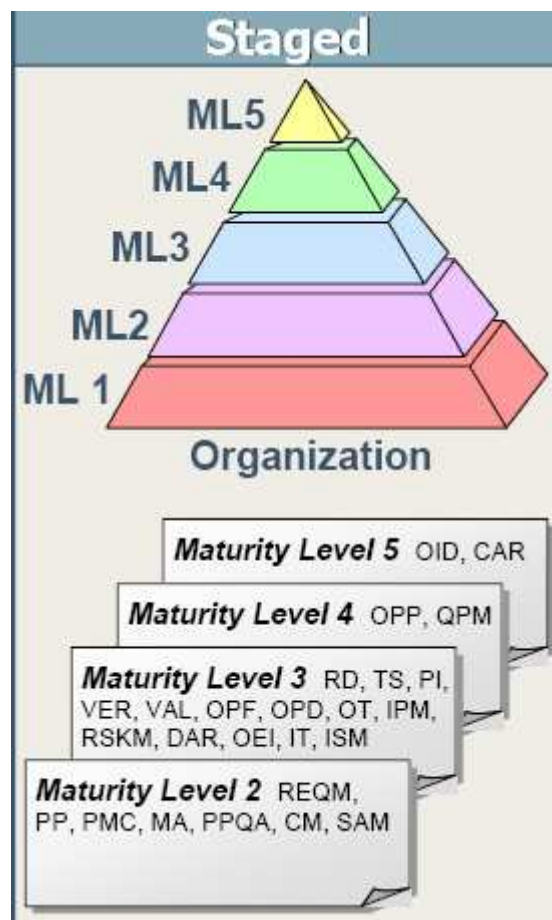 Staged
ML5
ML4
ML3
ML2
ML 1
Organization
Maturity Level 5 OID, CAR
Maturity Level 4 OPP, QPM
Maturity Level 3 RD, TS, PI,
VER, VAL, OPF, OPD, OT, IPM,
RSKM, DAR, OEI, IT, ISM
Maturity Level 2 REQM,
PP, PMC, MA, PPQA, CM, SAM